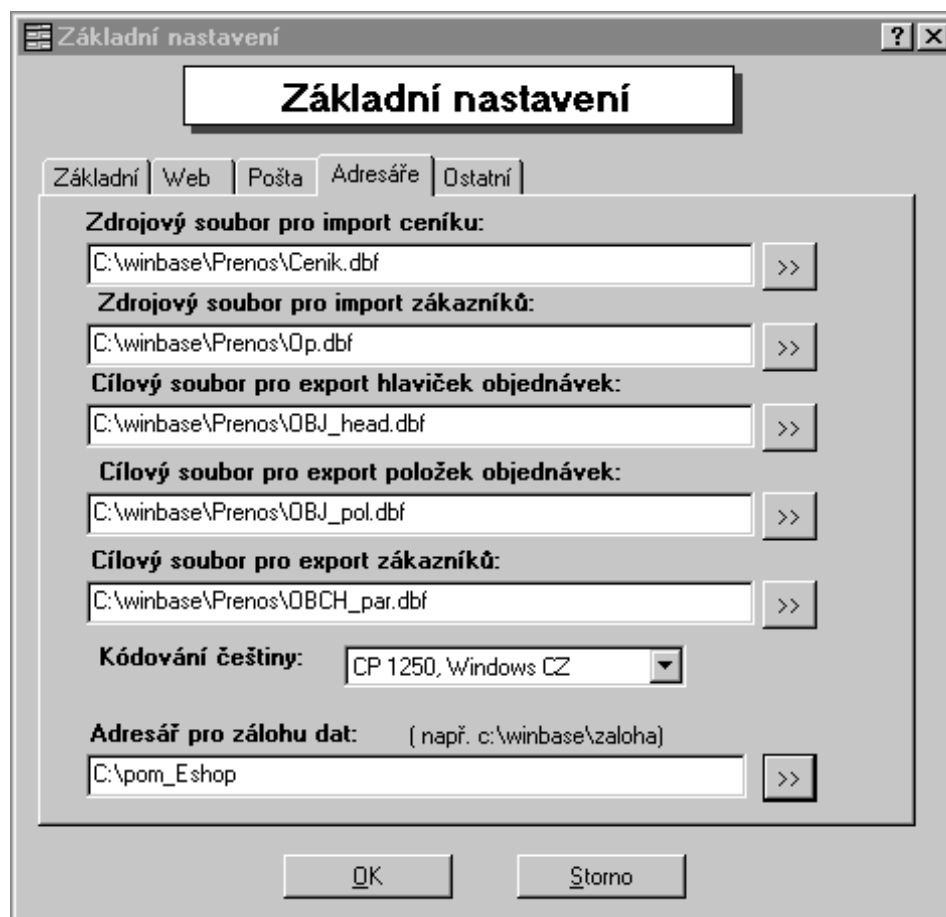 Základní nastavení
Základní nastavení
Základní Web Pošta Adresáře Ostatní
Zdrojový soubor pro import ceníku:
C:\winbase\Prenos\Cenik.dbf >>
Zdrojový soubor pro import zákazníků:
C:\winbase\Prenos\Op.dbf >>
Cílový soubor pro export hlaviček objednávek:
C:\winbase\Prenos\OBJ_head.dbf >>
Cílový soubor pro export položek objednávek:
C:\winbase\Prenos\OBJ_pol.dbf >>
Cílový soubor pro export zákazníků:
C:\winbase\Prenos\OBCH_par.dbf >>
Kódování češtiny: CP 1250, Windows CZ
Adresář pro zálohu dat: ( např. c:\winbase\zaloha)
C:\pom_Eshop >>
OK Storno